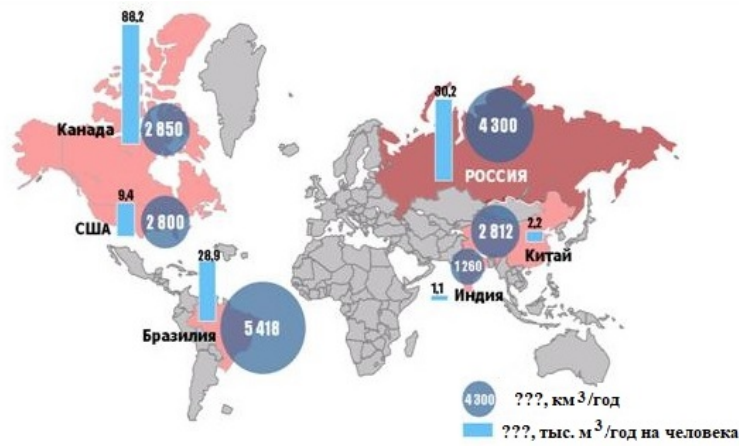 88,2
Канада
2 850
9,4
США
2 800
28,9
Бразилия
5 418
30,2
4 300
РОССИЯ
2 812
2,2
Китай
1 260
1,1
Индия
4 300 ???, км3/год
???, тыс. м3/год на человека